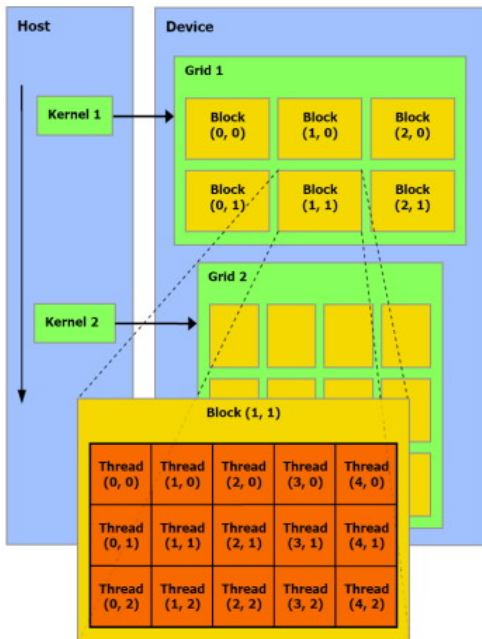 Host
Device
Grid 1
Kernel 1
Block
(0, 0)
Block
(1, 0)
Block
(2, 0)
Block
(0, 1)
Block
(1, 1)
Block
(2, 1)
Grid 2
Kernel 2
Block (1, 1)
Thread
(0, 0)
Thread
(1, 0)
Thread
(2, 0)
Thread
(3, 0)
Thread
(4, 0)
Thread
(0, 1)
Thread
(1, 1)
Thread
(2, 1)
Thread
(3, 1)
Thread
(4, 1)
Thread
(0, 2)
Thread
(1, 2)
Thread
(2, 2)
Thread
(3, 2)
Thread
(4, 2)